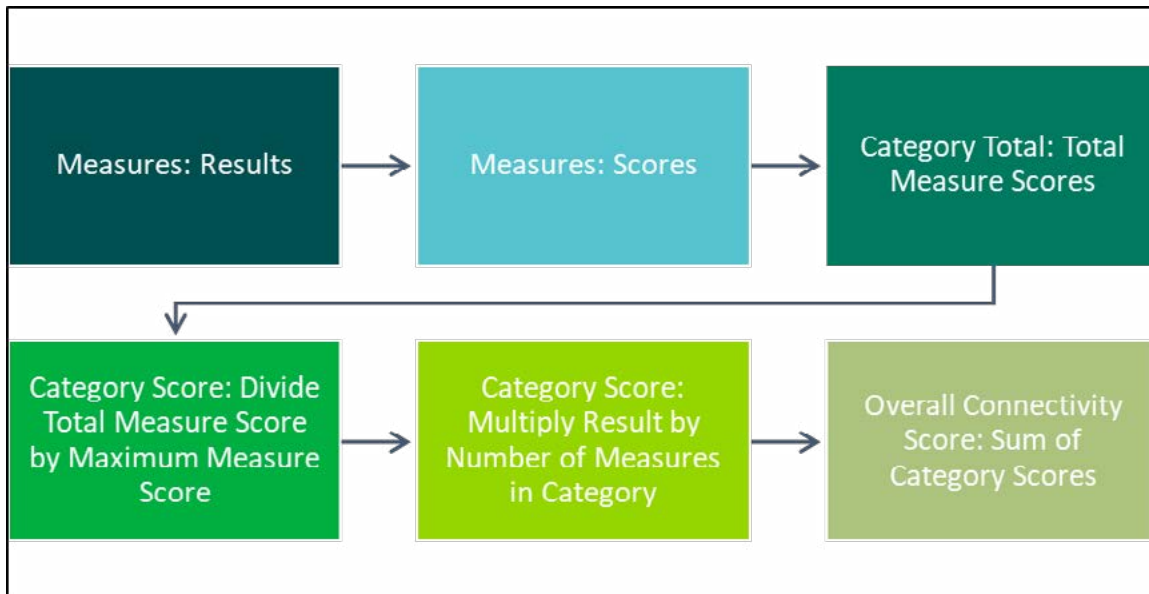 Measures: Results
Measures: Scores
Category Total: Total
Measure Scores
Category Score: Divide
Total Measure Score
by Maximum Measure
Score
Category Score:
Multiply Result by
Number of Measures
in Category
Overall Connectivity
Score: Sum of
Category Scores